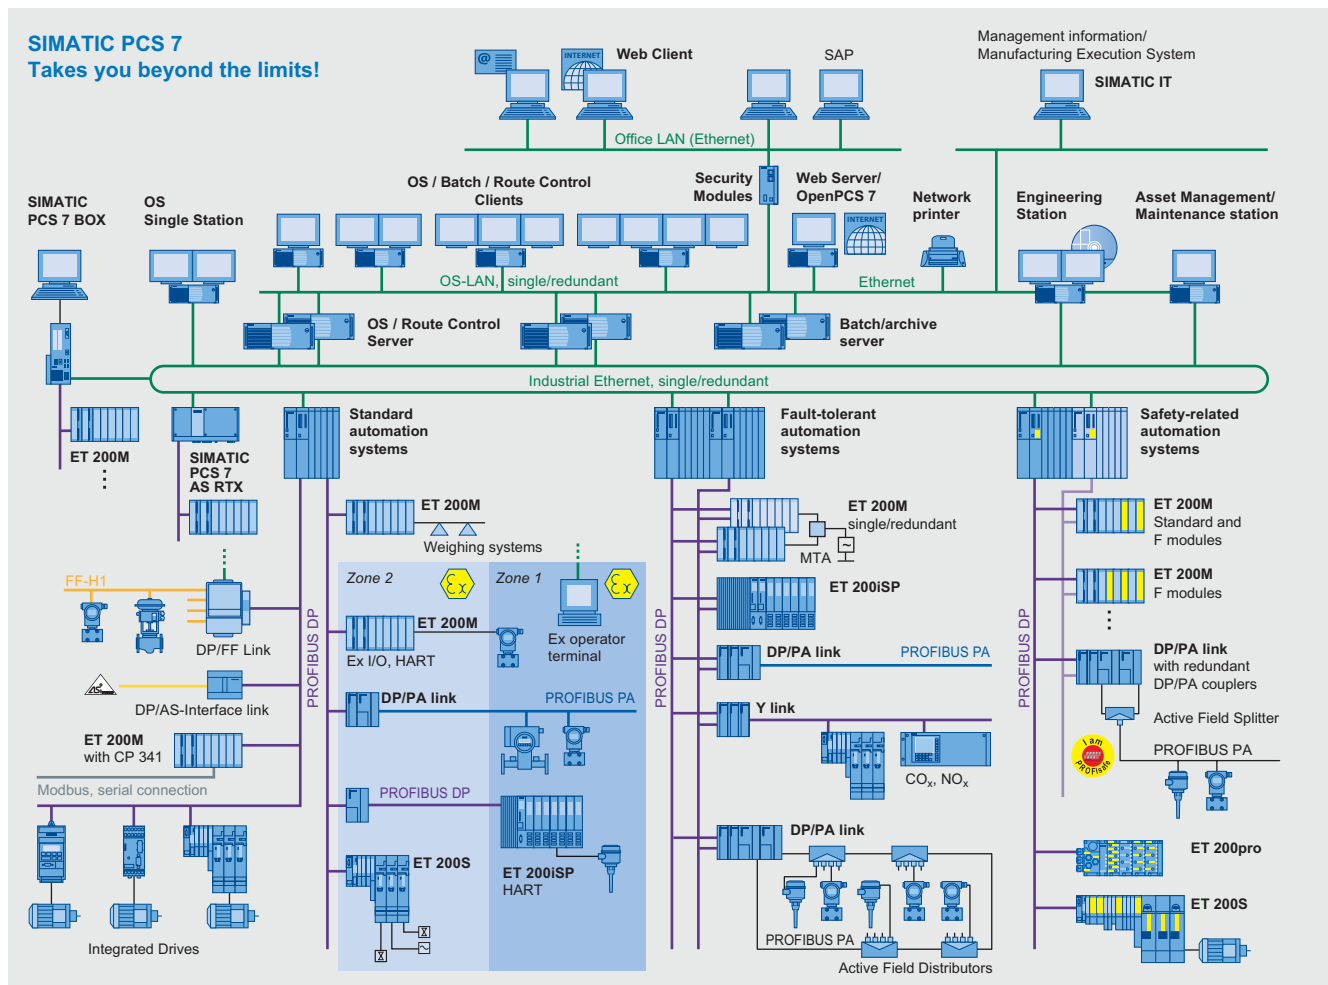 SIMATIC PCS 7
Takes you beyond the limits!
@
INTERNET
Web Client
SAP
Management information/
Manufacturing Execution System
SIMATIC IT
Office LAN (Ethernet)
SIMATIC
PCS 7 BOX
OS
Single Station
OS / Batch / Route Control
Clients
Security
Modules
Web Server/
OpenPCS 7
INTERNET
Network
printer
Engineering
Station
Asset Management/
Maintenance station
OS-LAN, single/redundant
Ethernet
OS / Route Control
Server
Batch/archive
server
Industrial Ethernet, single/redundant
ET 200M
SIMATIC
PCS 7
AS RTX
Standard
automation
systems
Fault-tolerant
automation
systems
Safety-related
automation
systems
ET 200M
Weighing systems
ET 200M
single/redundant
MTA
ET 200M
Standard and
F modules
FF-H1
DP/FF Link
PROFIBUS DP
Zone 2
Ex
Zone 1
Ex
ET 200M
Ex I/O, HART
Ex operator
terminal
PROFIBUS DP
ET 200iSP
PROFIBUS DP
ET 200M
F modules
DP/PA link
PROFIBUS PA
DP/PA link
with redundant
DP/PA couplers
ASi
DP/AS-Interface link
DP/PA link
PROFIBUS PA
Y link
Active Field Splitter
ET 200M
with CP 341
COx, NOx
I am
PROFIsafe
PROFIBUS PA
Modbus, serial connection
PROFIBUS DP
DP/PA link
ET 200pro
ET 200S
ET 200iSP
HART
ET 200S
Integrated Drives
PROFIBUS PA
Active Field Distributors